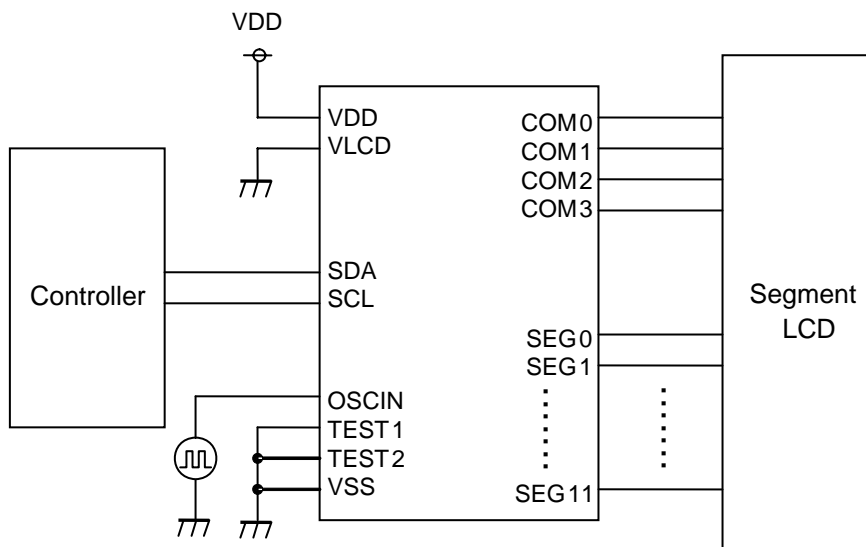 VDD
VDD
VLCD
SDA
SCL
OSCIN
TEST1
TEST2
VSS
COM0
COM1
COM2
COM3
SEG0
SEG1
SEG11
Controller
Segment
LCD